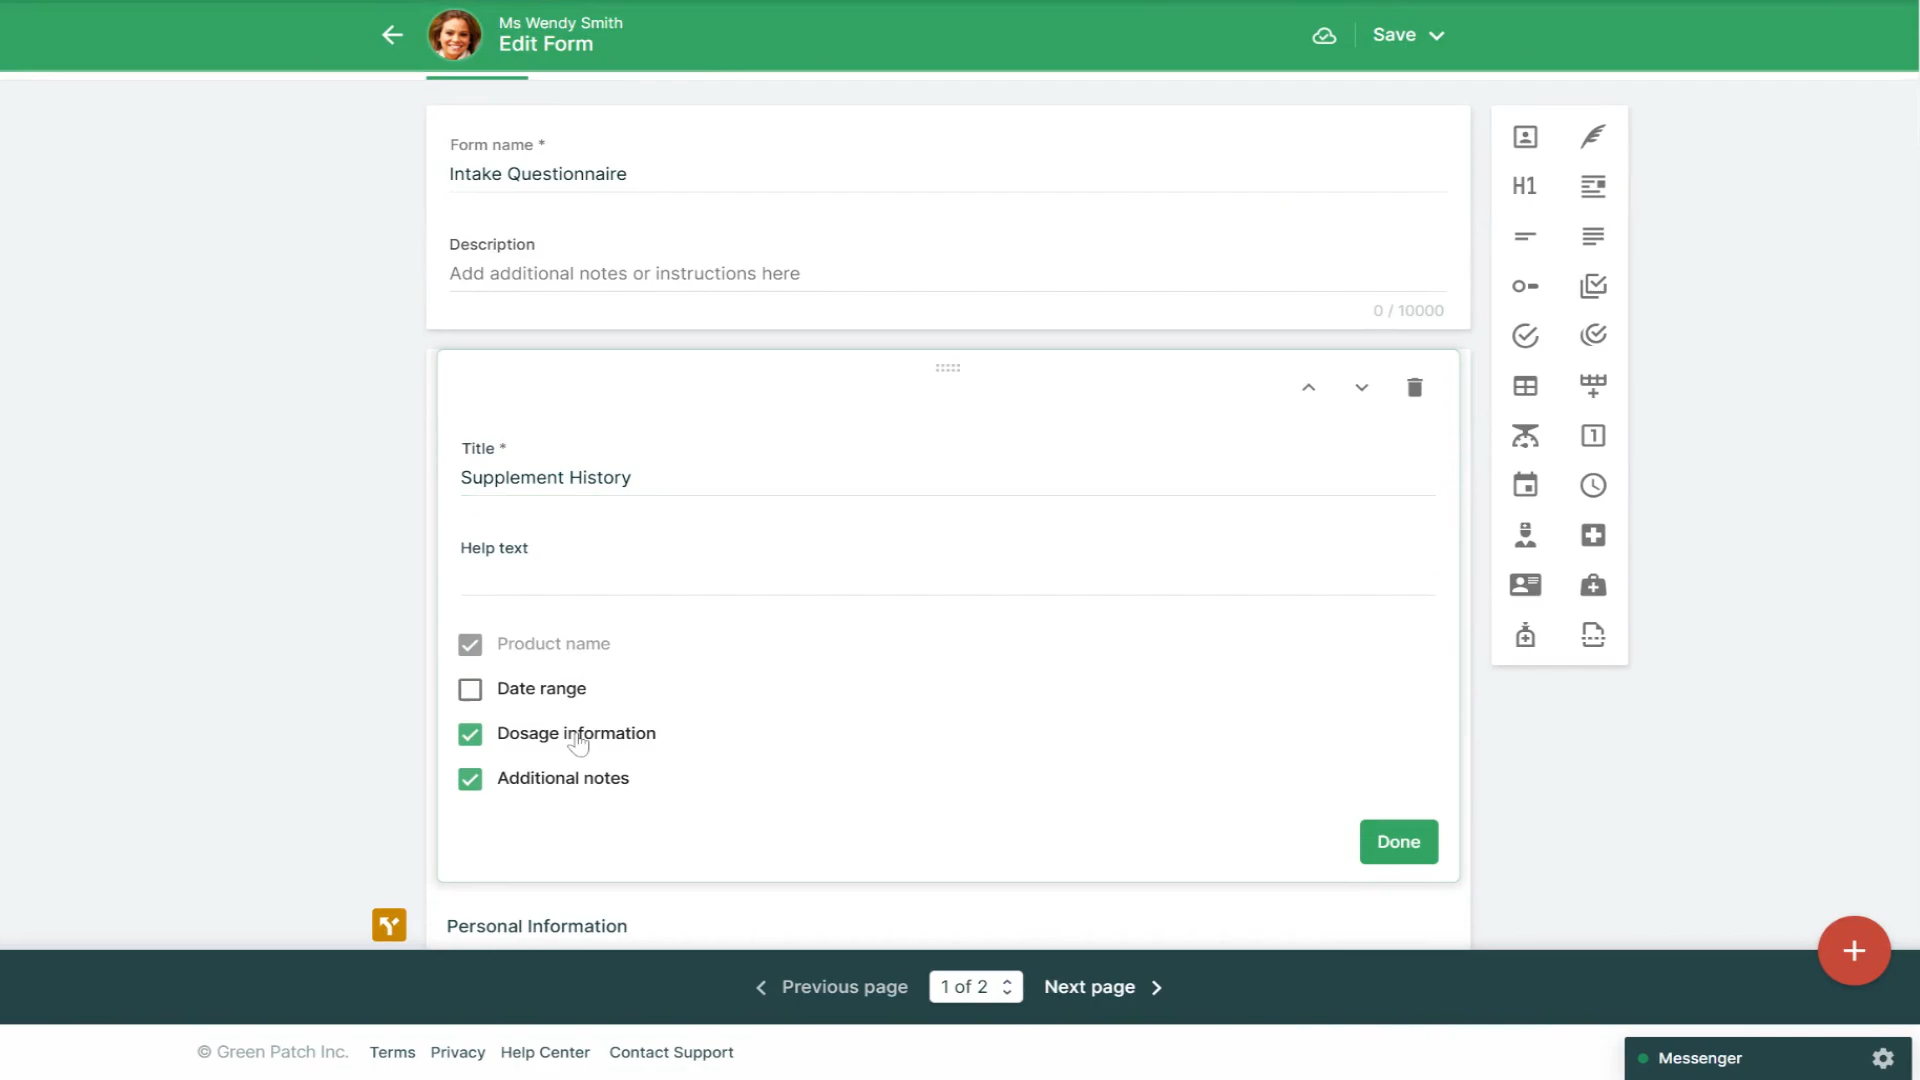 Ms Wendy Smith
Edit Form
Save
Form name *
Intake Questionnaire
Description
Add additional notes or instructions here
0 / 10000
H1
Title *
Supplement History
1
Help text
Product name
Date range
Dosage information
Additional notes
Done
Personal Information
Previous page
1 of 2
Next page
© Green Patch Inc.
Terms
Privacy
Help Center
Contact Support
Messenger